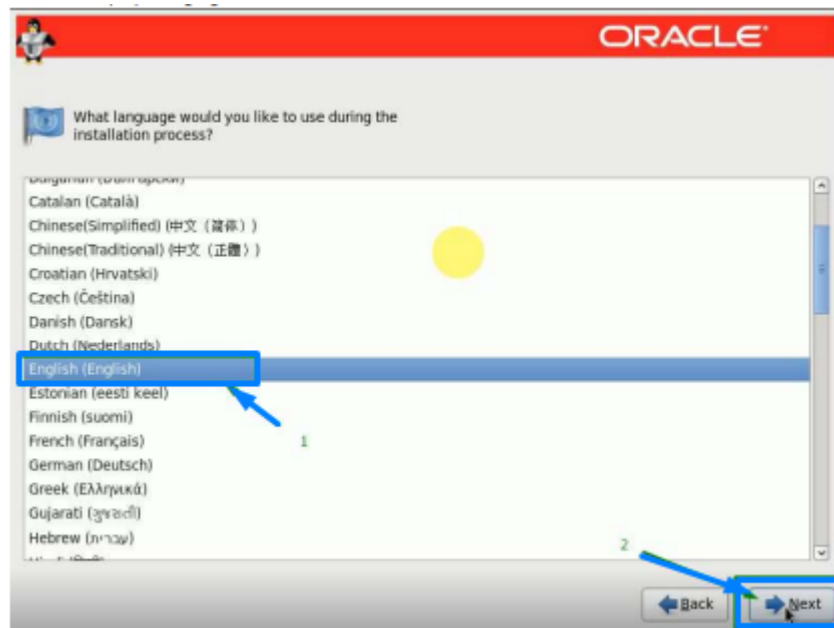 ORACLE
What language would you like to use during the
installation process?
Catalan (Català)
Chinese(Simplified) (中文（简体）)
Chinese(Traditional) (中文（正體）)
Croatian (Hrvatski)
Czech (Čeština)
Danish (Dansk)
Dutch (Nederlands)
English (English)
Estonian (eesti keel)
Finnish (suomi)
1
French (Français)
German (Deutsch)
Greek (Ελληνικά)
Gujarati (ગુજરાતી)
Hebrew (עברית)
2
Back
Next